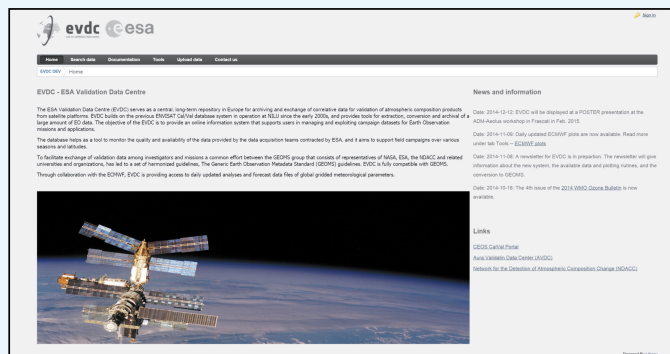 Sign In
evdc esa
Home Search data Documentation Tools Upload data Contact us
EVDC DEV Home
EVDC - ESA Validation Data Centre
The ESA Validation Data Centre (EVDC) serves as a central, long-term repository in Europe for archiving and exchange of correlative data for validation of atmospheric composition products
from satellite platforms. EVDC builds on the previous ENVISAT Cal/Val database system in operation at NILU since the early 2000s, and provides tools for extraction, conversion and archival of a
large amount of EO data. The objective of the EVDC is to provide an online information system that supports users in managing and exploiting campaign datasets for Earth Observation
missions and applications.
The database helps as a tool to monitor the quality and availability of the data provided by the data acquisition teams contracted by ESA, and it aims to support field campaigns over various
seasons and latitudes.
To facilitate exchange of validation data among investigators and missions a common effort between the GEOMS group that consists of representatives of NASA, ESA, the NDACC and related
universities and organizations, has led to a set of harmonized guidelines, The Generic Earth Observation Metadata Standard (GEOMS) guidelines. EVDC is fully compatible with GEOMS.
Through collaboration with the ECMWF, EVDC is providing access to daily updated analyses and forecast data files of global gridded meteorological parameters.
News and information
Date: 2014-12-12: EVDC will be displayed at a POSTER presentation at the
ADM-Aeolus workshop in Frascati in Feb. 2015.
Date: 2014-11-09: Daily updated ECMWF plots are now available. Read more
under tab Tools -- ECMWF plots.
Date: 2014-11-08: A newsletter for EVDC is in preparation. The newsletter will give
information about the new system, the available data and plotting rutines, and the
conversion to GEOMS.
Date: 2014-10-16: The 4th issue of the 2014 WMO Ozone Bulletin is now
available.
Links
CEOS Cal/Val Portal
Aura Validatin Data Center (AVDC)
Network for the Detection of Atmospheric Composition Change (NDACC)